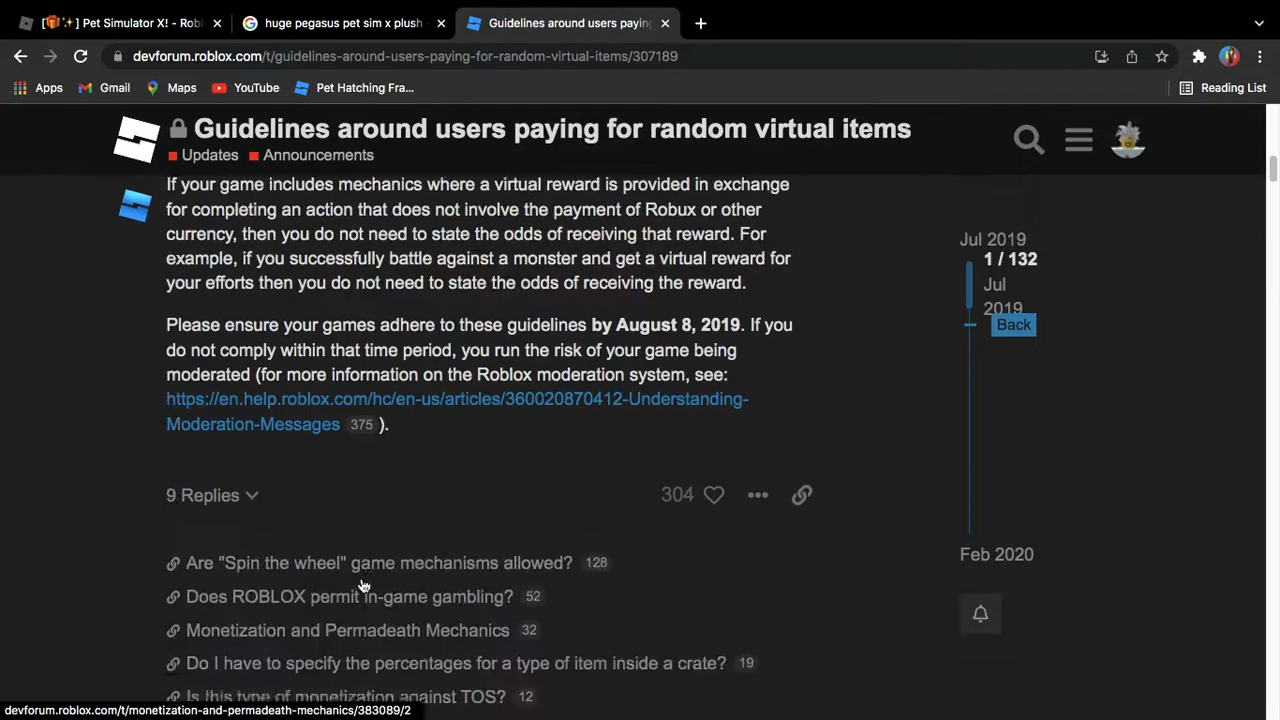 [🎁✨] Pet Simulator X! - Rob
huge pegasus pet sim x plush -
Guidelines around users paying
devforum.roblox.com/t/guidelines-around-users-paying-for-random-virtual-items/307189
Apps
Gmail
Maps
YouTube
Pet Hatching Fra...
Reading List
Guidelines around users paying for random virtual items
Updates
Announcements
If your game includes mechanics where a virtual reward is provided in exchange
for completing an action that does not involve the payment of Robux or other
currency, then you do not need to state the odds of receiving that reward. For
example, if you successfully battle against a monster and get a virtual reward for
your efforts then you do not need to state the odds of receiving the reward.
Please ensure your games adhere to these guidelines by August 8, 2019. If you
do not comply within that time period, you run the risk of your game being
moderated (for more information on the Roblox moderation system, see:
https://en.help.roblox.com/hc/en-us/articles/360020870412-Understanding-
Moderation-Messages 375 ).
Jul 2019
1 / 132
Jul
2019
Back
Feb 2020
9 Replies
304
Are "Spin the wheel" game mechanisms allowed? 128
Does ROBLOX permit in-game gambling? 52
Monetization and Permadeath Mechanics 32
Do I have to specify the percentages for a type of item inside a crate? 19
Is this type of monetization against TOS? 12
devforum.roblox.com/t/monetization-and-permadeath-mechanics/383089/2